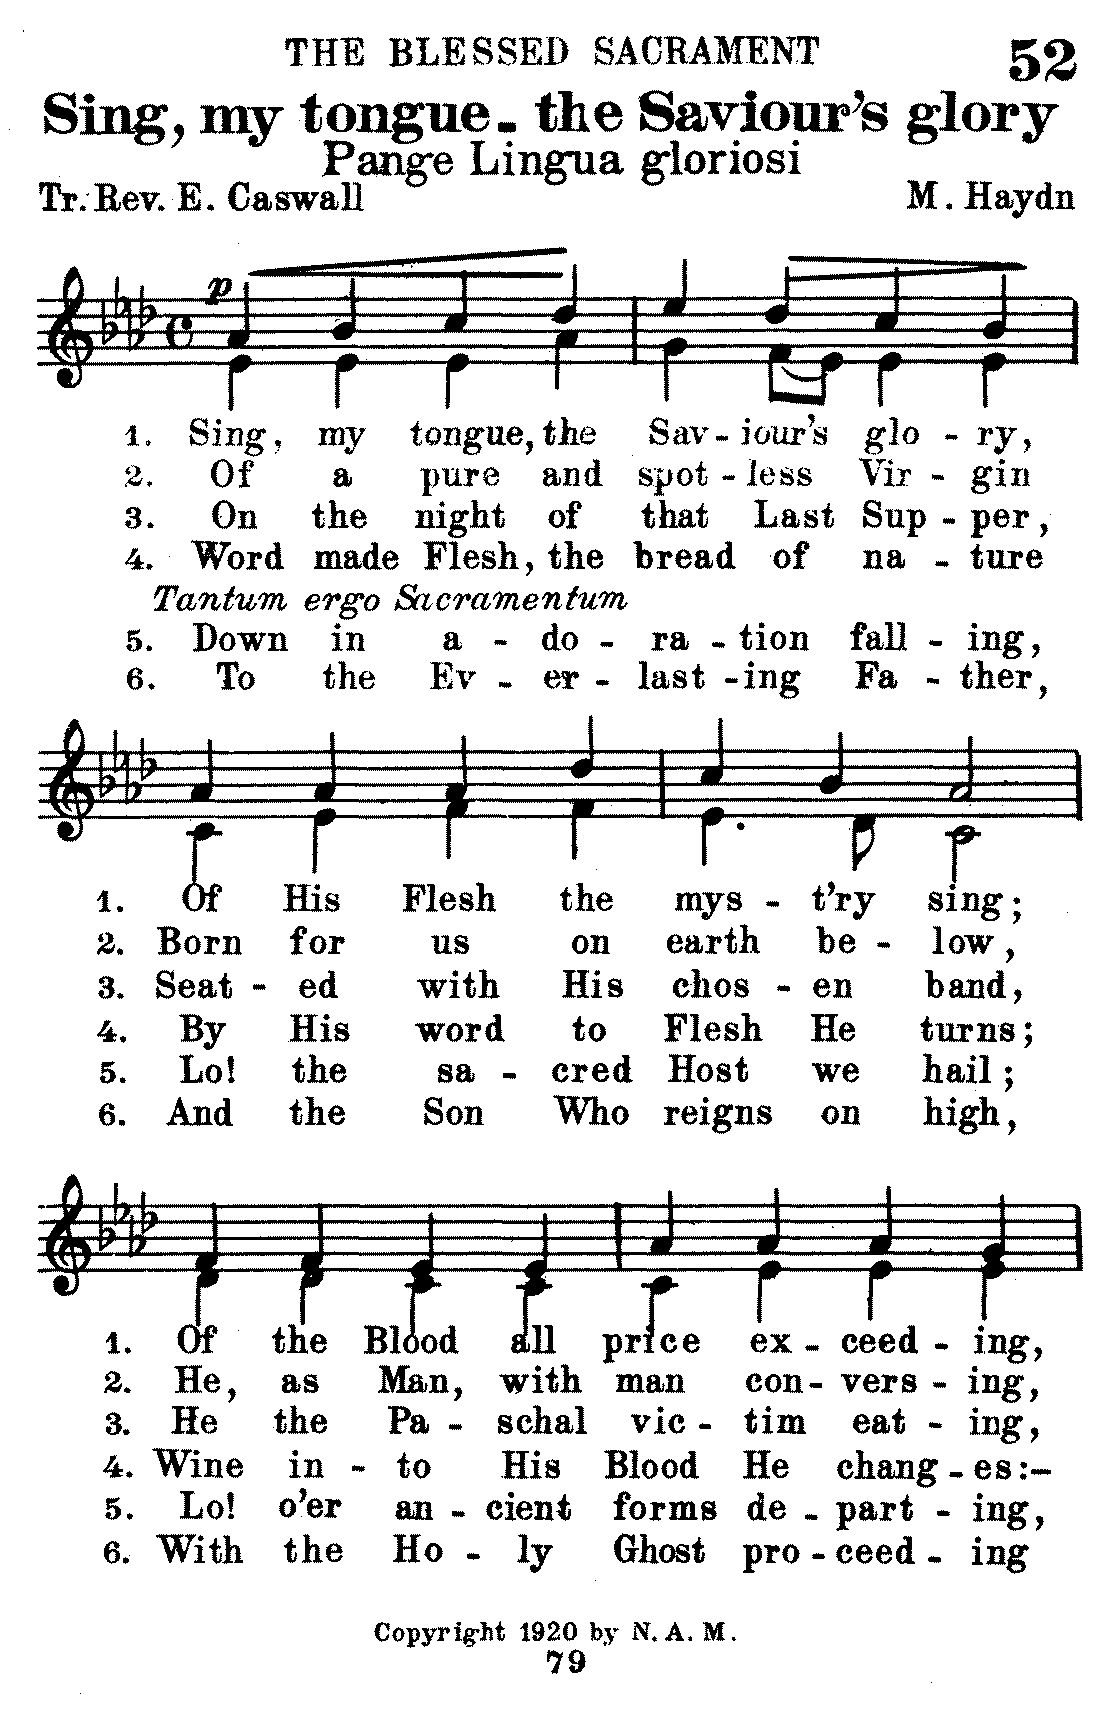 THE BLESSED SACRAMENT 52
Sing, my tongue, the Saviour's glory
Pange Lingua gloriosi
Tr. Rev. E. Caswall M. Haydn
p
1. Sing, my tongue, the Sav - iour's glo - ry,
2. Of a pure and spot - less Vir - gin
3. On the night of that Last Sup - per,
4. Word made Flesh, the bread of na - ture
Tantum ergo Sacramentum
5. Down in a - do - ra - tion fall - ing,
6. To the Ev - er - last - ing Fa - ther,
1. Of His Flesh the mys - t'ry sing;
2. Born for us on earth be - low,
3. Seat - ed with His chos - en band,
4. By His word to Flesh He turns;
5. Lo! the sa - cred Host we hail;
6. And the Son Who reigns on high,
1. Of the Blood all price ex - ceed - ing,
2. He, as Man, with man con - vers - ing,
3. He the Pa - schal vic - tim eat - ing,
4. Wine in - to His Blood He chang - es:–
5. Lo! o'er an - cient forms de - part - ing,
6. With the Ho - ly Ghost pro - ceed - ing
Copyright 1920 by N. A. M.
79